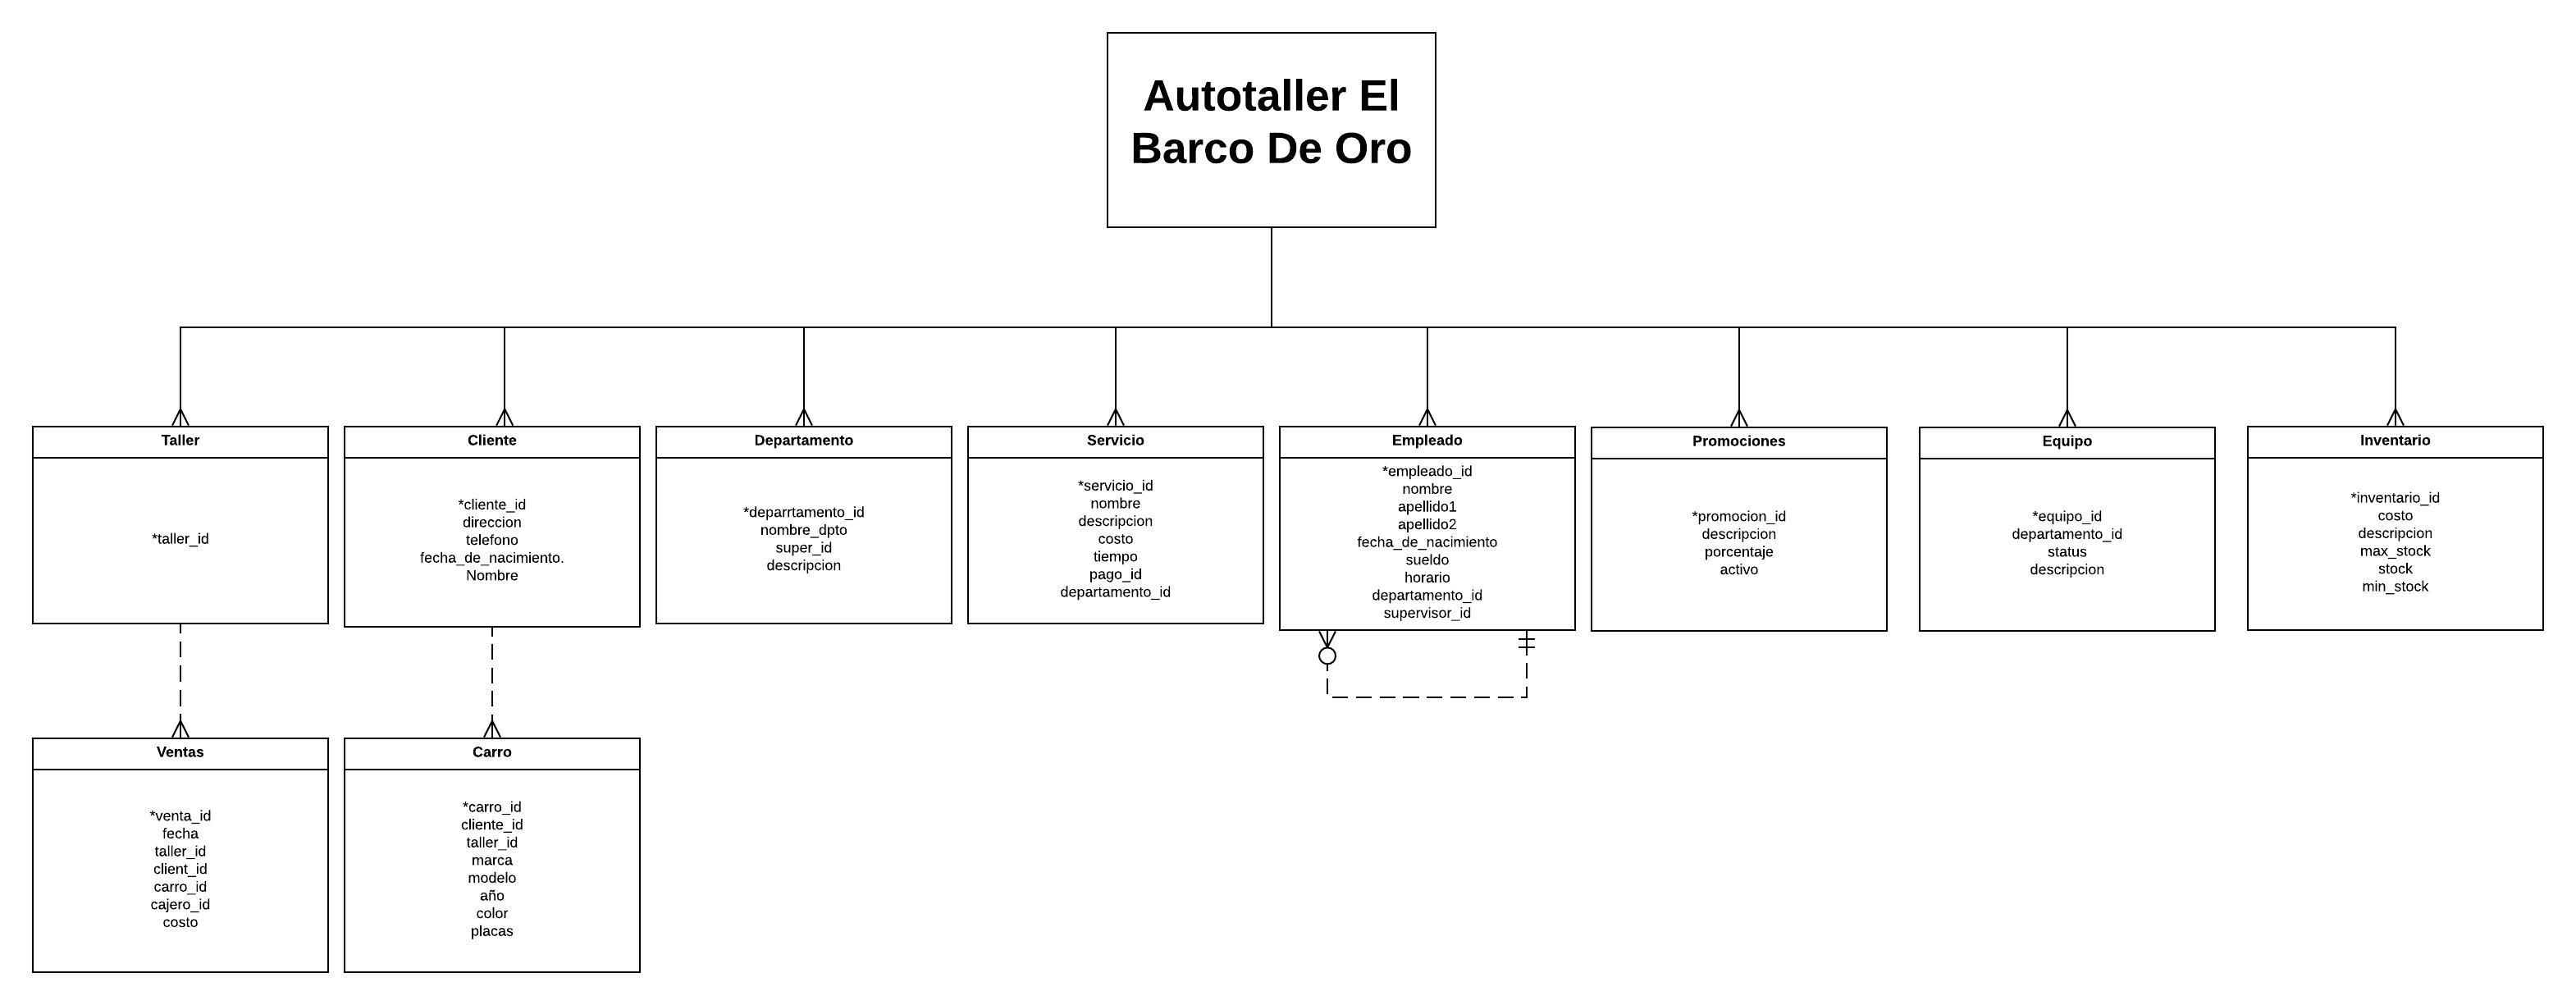 Autotaller El
Barco De Oro
Taller
*taller_id
Cliente
*cliente_id
direccion
telefono
fecha_de_nacimiento.
Nombre
Departamento
*deparrtamento_id
nombre_dpto
super_id
descripcion
Servicio
*servicio_id
nombre
descripcion
costo
tiempo
pago_id
departamento_id
Empleado
*empleado_id
nombre
apellido1
apellido2
fecha_de_nacimiento
sueldo
horario
departamento_id
supervisor_id
Promociones
*promocion_id
descripcion
porcentaje
activo
Equipo
*equipo_id
departamento_id
status
descripcion
Inventario
*inventario_id
costo
descripcion
max_stock
stock
min_stock
Ventas
*venta_id
fecha
taller_id
client_id
carro_id
cajero_id
costo
Carro
*carro_id
cliente_id
taller_id
marca
modelo
año
color
placas